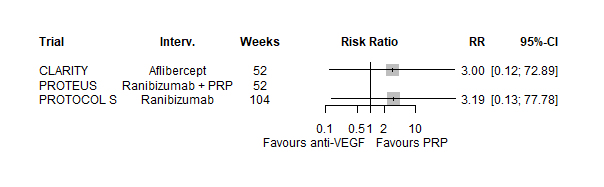 Trial Interv. Weeks Risk Ratio RR 95%-CI
CLARITY Aflibercept 52 3.00 [0.12; 72.89]
PROTEUS Ranibizumab + PRP 52
PROTOCOL S Ranibizumab 104 3.19 [0.13; 77.78]
0.1 0.5 1 2 10
Favours anti-VEGF Favours PRP